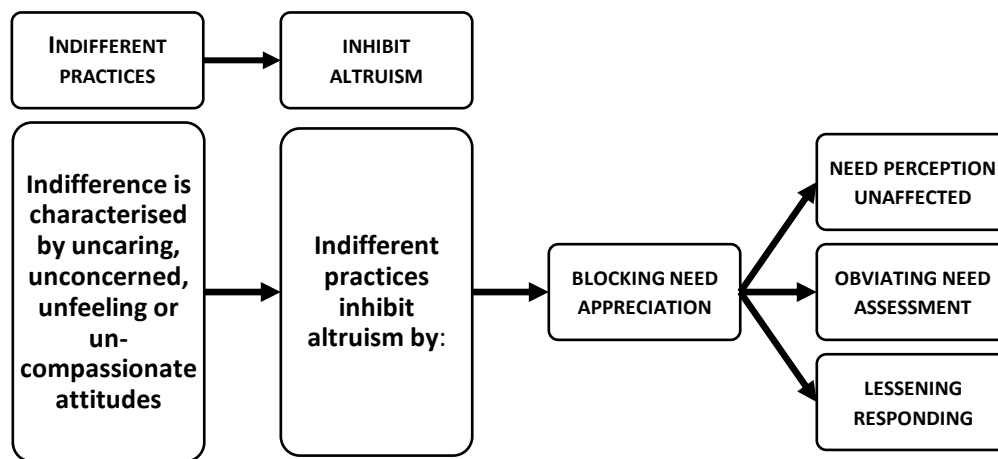 INDIFFERENT
PRACTICES
INHIBIT
ALTRUISM
Indifference is
characterised
by uncaring,
unconcerned,
unfeeling or
un-
compassionate
attitudes
Indifferent
practices
inhibit
altruism by:
BLOCKING NEED
APPRECIATION
NEED PERCEPTION
UNAFFECTED
OBVIATING NEED
ASSESSMENT
LESSENING
RESPONDING